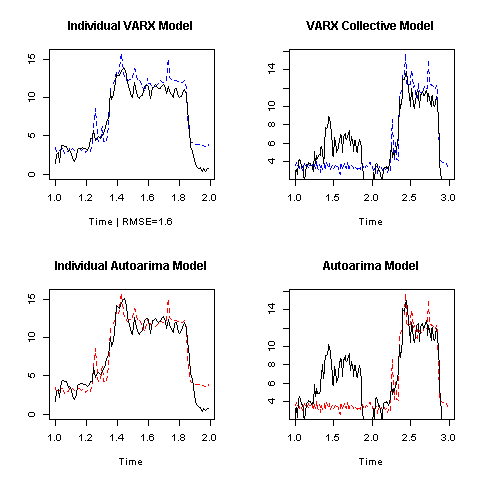 Individual VARX Model
15
10
5
0
1.0 1.2 1.4 1.6 1.8 2.0
Time | RMSE=1.6
VARX Collective Model
14
10
8
6
4
1.0 1.5 2.0 2.5 3.0
Time
Individual Autoarima Model
15
10
5
0
1.0 1.2 1.4 1.6 1.8 2.0
Time
Autoarima Model
14
10
8
6
4
1.0 1.5 2.0 2.5 3.0
Time